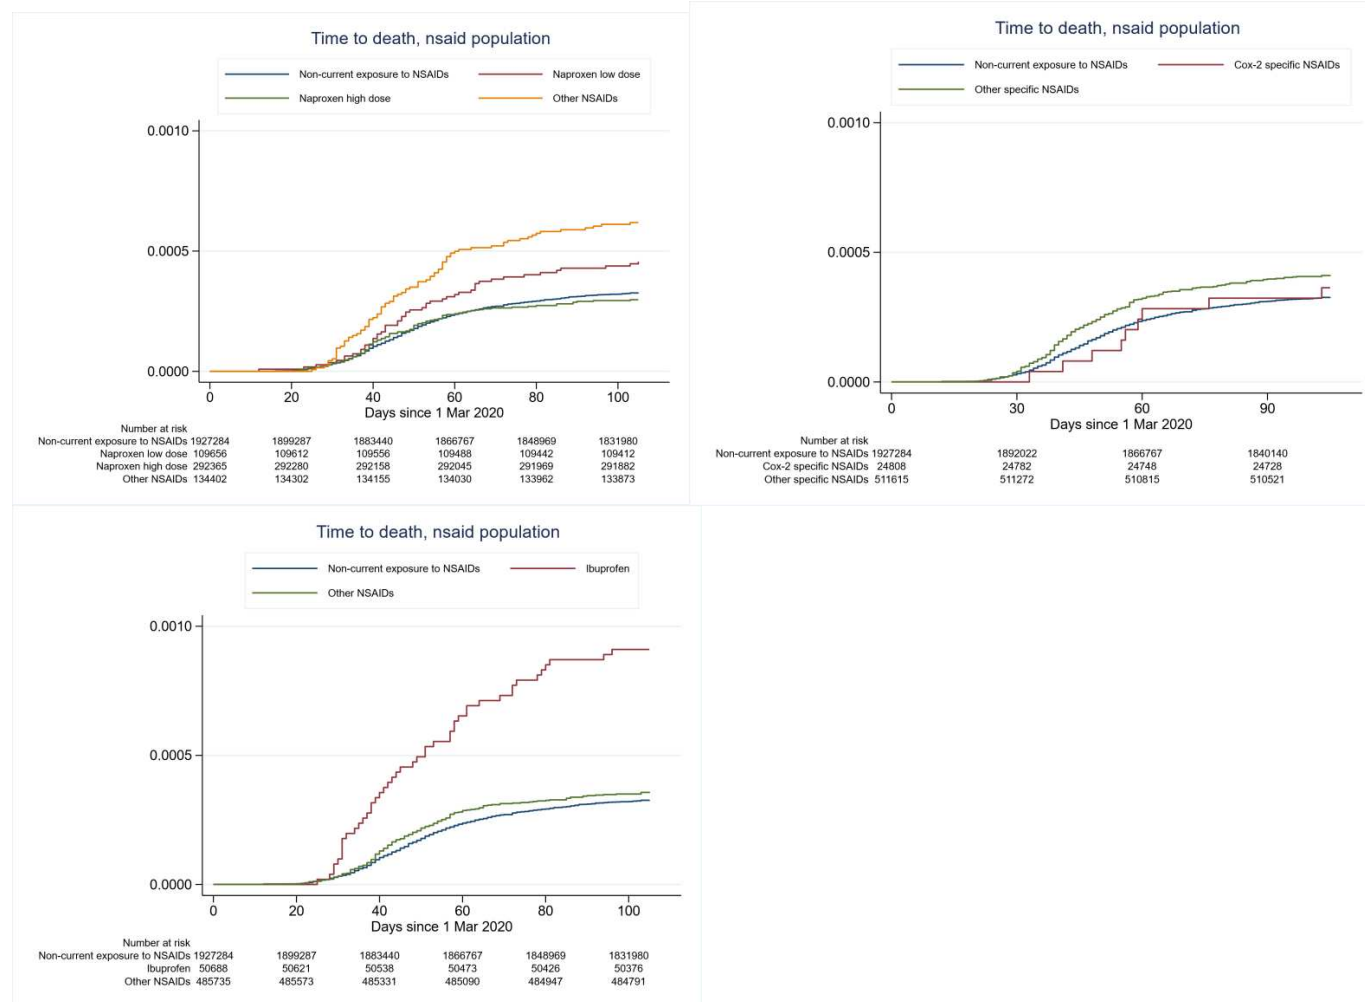 Time to death, nsaid population
Non-current exposure to NSAIDs Naproxen low dose
Naproxen high dose Other NSAIDs
0.0010
0.0005
0.0000
0 20 40 60 80 100
Days since 1 Mar 2020
Number at risk
Non-current exposure to NSAIDs 1927284 1899287 1883440 1866767 1848969 1831980
Naproxen low dose 109656 109612 109556 109488 109442 109412
Naproxen high dose 292365 292280 292158 292045 291969 291882
Other NSAIDs 134402 134302 134155 134030 133962 133873
Time to death, nsaid population
Non-current exposure to NSAIDs Cox-2 specific NSAIDs
Other specific NSAIDs
0.0010
0.0005
0.0000
0 30 60 90
Days since 1 Mar 2020
Number at risk
Non-current exposure to NSAIDs 1927284 1892022 1866767 1840140
Cox-2 specific NSAIDs 24808 24782 24748 24728
Other specific NSAIDs 511615 511272 510815 510521
Time to death, nsaid population
Non-current exposure to NSAIDs Ibuprofen
Other NSAIDs
0.0010
0.0005
0.0000
0 20 40 60 80 100
Days since 1 Mar 2020
Number at risk
Non-current exposure to NSAIDs 1927284 1899287 1883440 1866767 1848969 1831980
Ibuprofen 50688 50621 50538 50473 50426 50376
Other NSAIDs 485735 485573 485331 485090 484947 484791